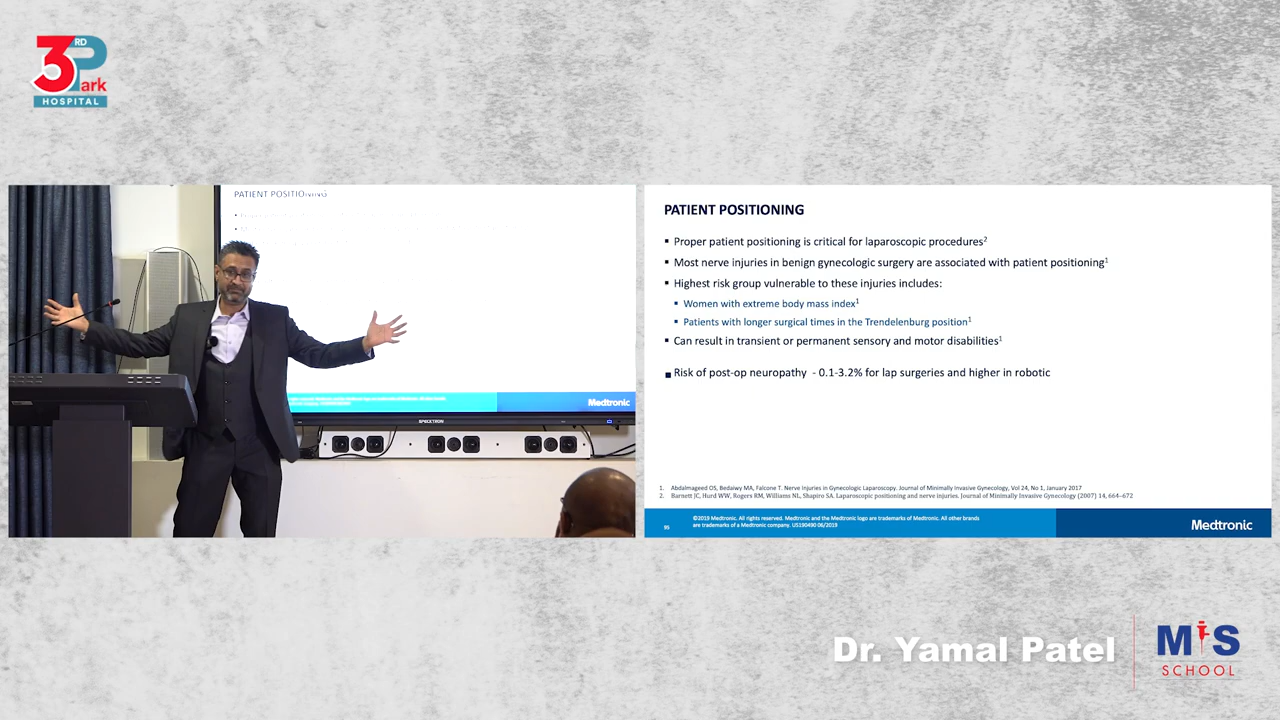 3RD Park
HOSPITAL
PATIENT POSITIONING
Medtronic
SPECKTRON
PATIENT POSITIONING
▪ Proper patient positioning is critical for laparoscopic procedures2
▪ Most nerve injuries in benign gynecologic surgery are associated with patient positioning1
▪ Highest risk group vulnerable to these injuries includes:
▪ Women with extreme body mass index1
▪ Patients with longer surgical times in the Trendelenburg position1
▪ Can result in transient or permanent sensory and motor disabilities1
▪ Risk of post-op neuropathy - 0.1-3.2% for lap surgeries and higher in robotic
1. Abdalmageed OS, Bedaiwy MA, Falcone T. Nerve Injuries in Gynecologic Laparoscopy. Journal of Minimally Invasive Gynecology, Vol 24, No 1, January 2017
2. Barnett JC, Hurd WW, Rogers RM, Williams NL, Shapiro SA. Laparoscopic positioning and nerve injuries. Journal of Minimally Invasive Gynecology (2007) 14, 664–672
©2019 Medtronic. All rights reserved. Medtronic and the Medtronic logo are trademarks of Medtronic. All other brands
are trademarks of a Medtronic company. US190490 06/2019
Medtronic
Dr. Yamal Patel
MIS
SCHOOL